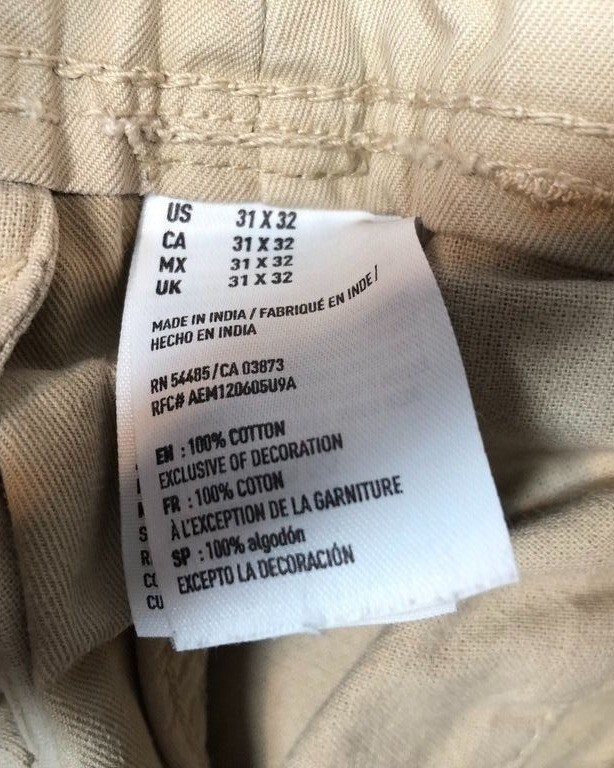 US 31 X 32
CA 31 X 32
MX 31 X 32
UK 31 X 32
MADE IN INDIA / FABRIQUÉ EN INDE /
HECHO EN INDIA
RN 54485 / CA 03873
RFC# AEM120605U9A
EN : 100% COTTON
EXCLUSIVE OF DECORATION
FR : 100% COTON
À L'EXCEPTION DE LA GARNITURE
SP : 100% algodón
EXCEPTO LA DECORACIÓN